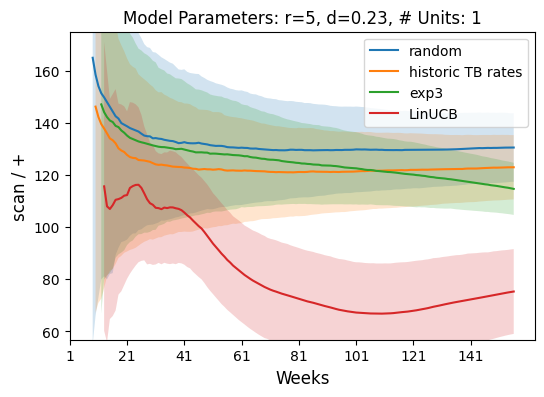 Model Parameters: r=5, d=0.23, # Units: 1
random
historic TB rates
exp3
LinUCB
scan / +
160
140
120
100
80
60
1 21 41 61 81 101 121 141
Weeks